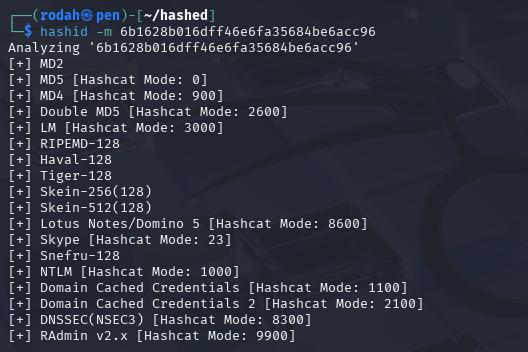 ┌──(rodah㉿pen)-[~/hashed]
└─$ hashid -m 6b1628b016dff46e6fa35684be6acc96
Analyzing '6b1628b016dff46e6fa35684be6acc96'
[+] MD2
[+] MD5 [Hashcat Mode: 0]
[+] MD4 [Hashcat Mode: 900]
[+] Double MD5 [Hashcat Mode: 2600]
[+] LM [Hashcat Mode: 3000]
[+] RIPEMD-128
[+] Haval-128
[+] Tiger-128
[+] Skein-256(128)
[+] Skein-512(128)
[+] Lotus Notes/Domino 5 [Hashcat Mode: 8600]
[+] Skype [Hashcat Mode: 23]
[+] Snefru-128
[+] NTLM [Hashcat Mode: 1000]
[+] Domain Cached Credentials [Hashcat Mode: 1100]
[+] Domain Cached Credentials 2 [Hashcat Mode: 2100]
[+] DNSSEC(NSEC3) [Hashcat Mode: 8300]
[+] RAdmin v2.x [Hashcat Mode: 9900]